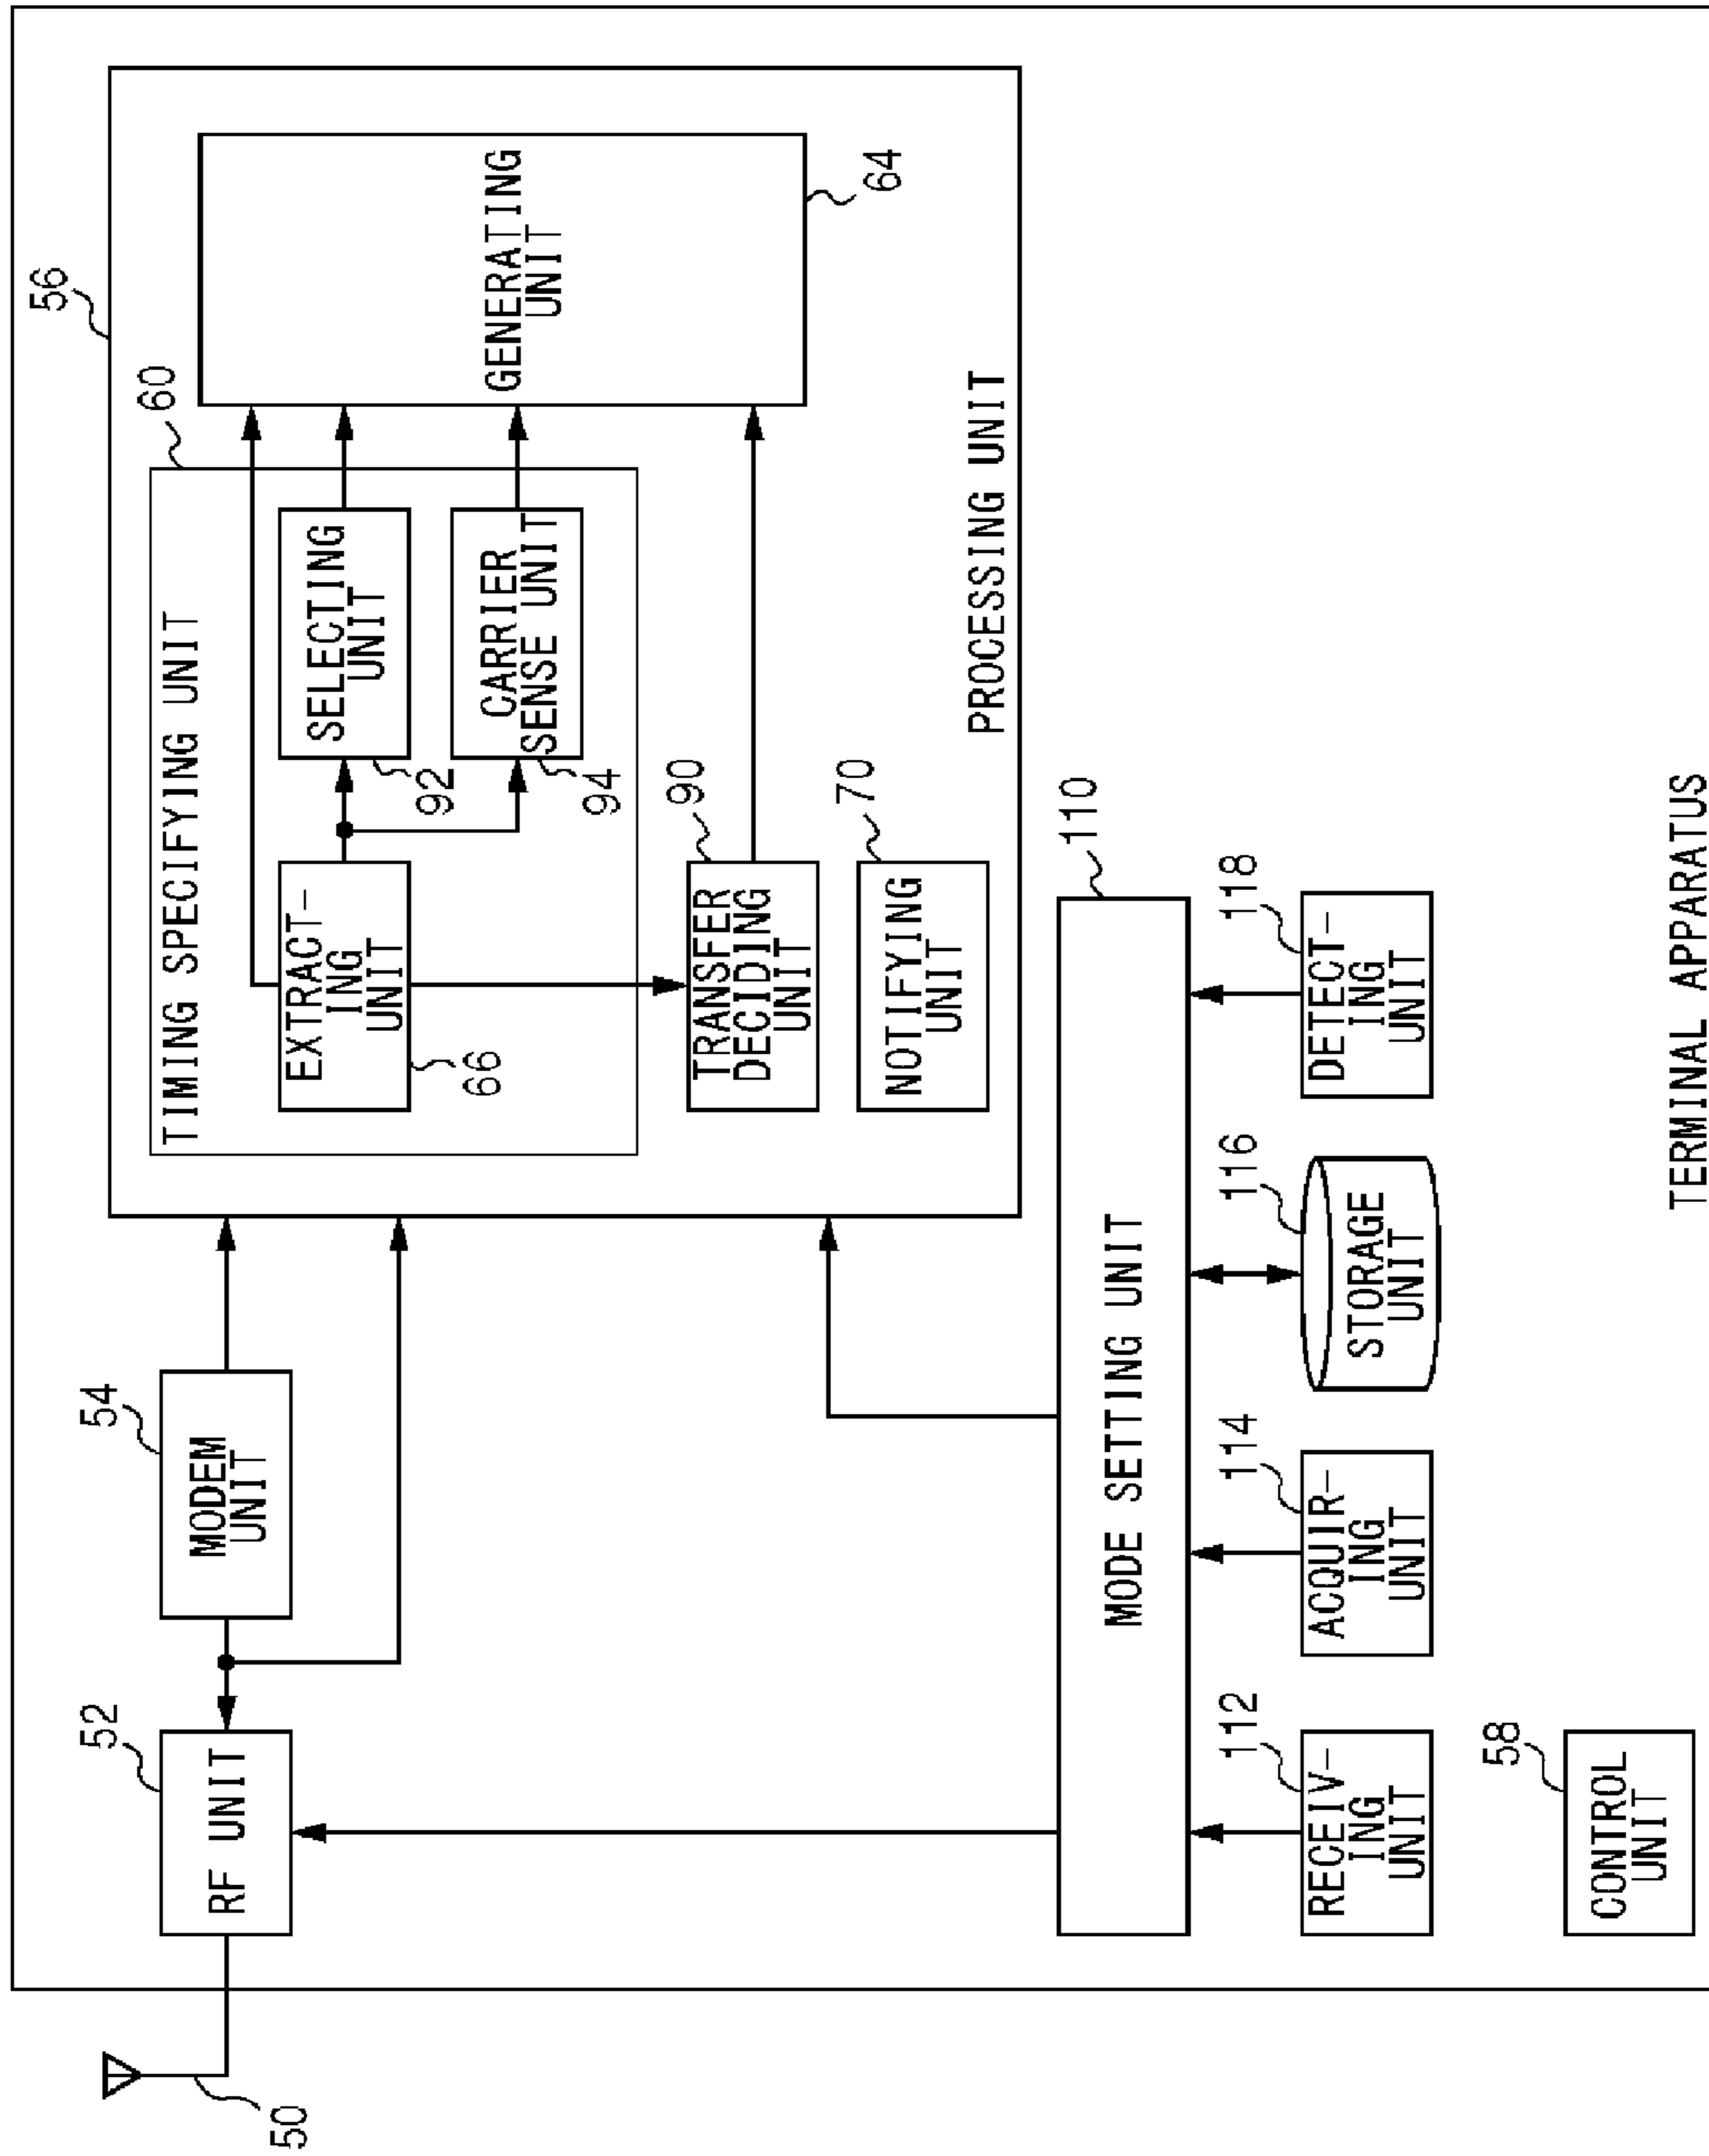 56
60
54
52
50
TIMING SPECIFYING UNIT
EXTRACT-
ING
UNIT
66
SELECTING
UNIT
92
CARRIER
SENSE UNIT
94
GENERATING
UNIT
64
TRANSFER
DECIDING
UNIT
90
NOTIFYING
UNIT
70
PROCESSING UNIT
MODEM
UNIT
RF UNIT
MODE SETTING UNIT
110
RECEIV-
ING
UNIT
112
ACQUIR-
ING
UNIT
114
STORAGE
UNIT
116
DETECT-
ING
UNIT
118
CONTROL
UNIT
58
TERMINAL APPARATUS